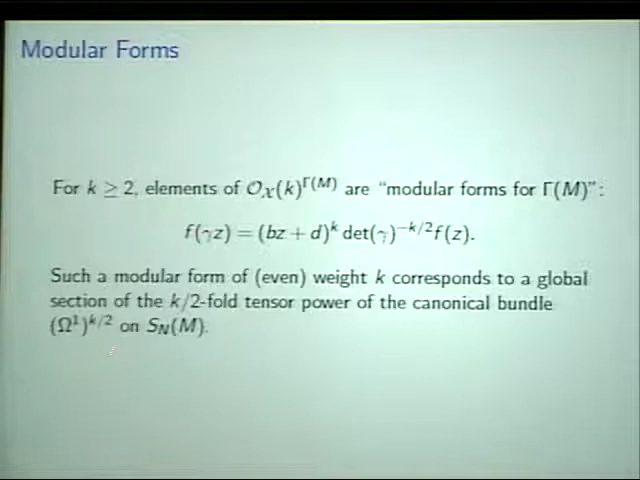 Modular Forms
For k ≥ 2, elements of 𝒪_𝒳(k)^{Γ(M)} are "modular forms for Γ(M)":
f(γz) = (bz + d)^k det(γ)^{−k/2} f(z).
Such a modular form of (even) weight k corresponds to a global
section of the k/2-fold tensor power of the canonical bundle
(Ω¹)^{k/2} on S_N(M).